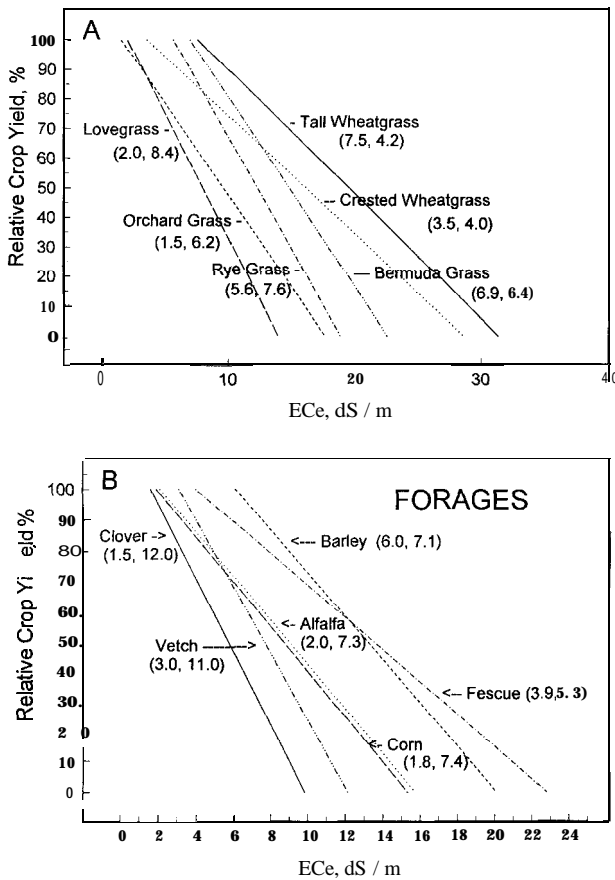 A
Relative Crop Yield, %
100
90
80
70
60
50
40
30
20
10
0
Lovegrass
(2.0, 8.4)
Tall Wheatgrass
(7.5, 4.2)
Crested Wheatgrass
(3.5, 4.0)
Orchard Grass
(1.5, 6.2)
Rye Grass
(5.6, 7.6)
Bermuda Grass
(6.9, 6.4)
0 10 20 30 40
ECe, dS / m
B
FORAGES
Relative Crop Yi e,ld %
100
90
80
70
60
50
40
30
2 0
10
0
Clover ->
(1.5, 12.0)
<--- Barley (6.0, 7.1)
<- Alfalfa
(2.0, 7.3)
Vetch ------->
(3.0, 11.0)
<- Fescue (3.9,5.3)
<- Corn
(1.8, 7.4)
0 2 4 6 8 10 12 14 16 18 20 22 24
ECe, dS / m